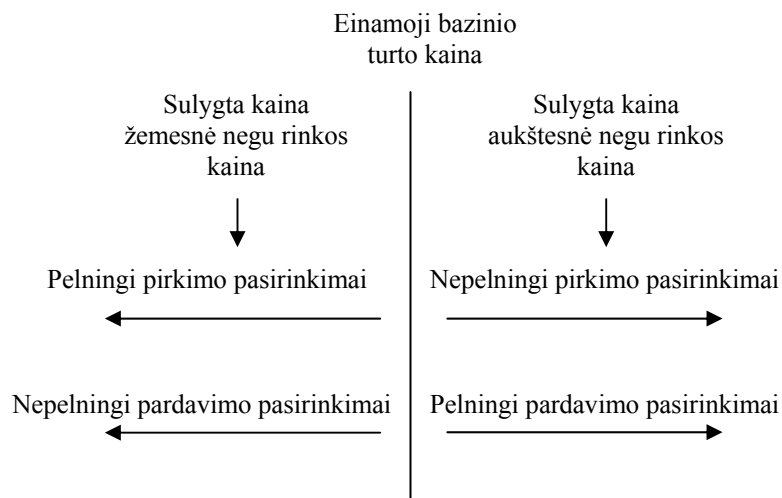 Einamoji bazinio
turto kaina
Sulygta kaina
žemesnė negu rinkos
kaina
Sulygta kaina
aukštesnė negu rinkos
kaina
Pelningi pirkimo pasirinkimai
Nepelningi pirkimo pasirinkimai
Nepelningi pardavimo pasirinkimai
Pelningi pardavimo pasirinkimai